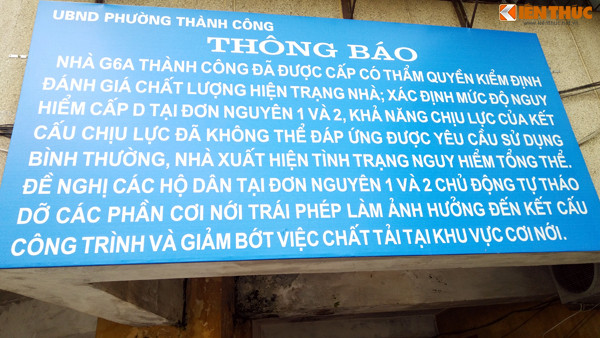 UBND PHƯỜNG THÀNH CÔNG
KIẾN THỨC
THÔNG BÁO
NHÀ G6A THÀNH CÔNG ĐÃ ĐƯỢC CẤP CÓ THẨM QUYỀN KIỂM ĐỊNH
ĐÁNH GIÁ CHẤT LƯỢNG HIỆN TRẠNG NHÀ; XÁC ĐỊNH MỨC ĐỘ NGUY
HIỂM CẤP D TẠI ĐƠN NGUYÊN 1 VÀ 2, KHẢ NĂNG CHỊU LỰC CỦA KẾT
CẤU CHỊU LỰC ĐÃ KHÔNG THỂ ĐÁP ỨNG ĐƯỢC YÊU CẦU SỬ DỤNG
BÌNH THƯỜNG, NHÀ XUẤT HIỆN TÌNH TRẠNG NGUY HIỂM TỔNG THỂ.
ĐỀ NGHỊ CÁC HỘ DÂN TẠI ĐƠN NGUYÊN 1 VÀ 2 CHỦ ĐỘNG TỰ THÁO
DỠ CÁC PHẦN CƠI NỚI TRÁI PHÉP LÀM ẢNH HƯỞNG ĐẾN KẾT CẤU
CÔNG TRÌNH VÀ GIẢM BỚT VIỆC CHẤT TẢI TẠI KHU VỰC CƠI NỚI.